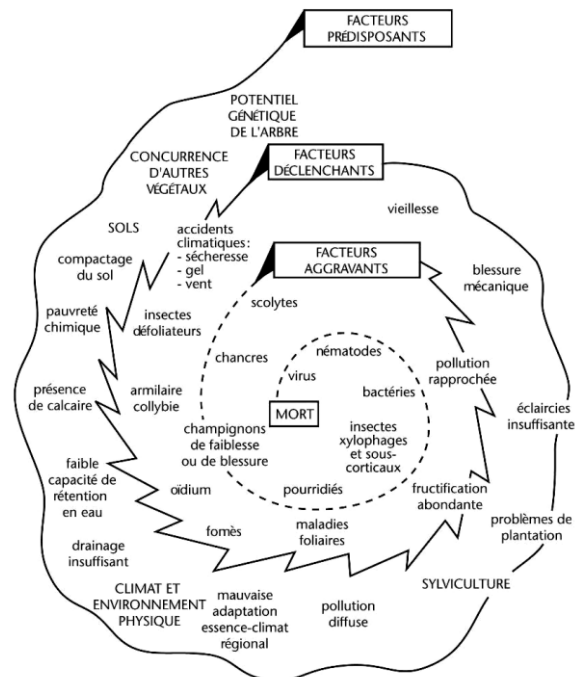 FACTEURS
PRÉDISPOSANTS
POTENTIEL
GÉNÉTIQUE
DE L'ARBRE
CONCURRENCE
D'AUTRES
VÉGÉTAUX
FACTEURS
DÉCLENCHANTS
vieillesse
SOLS
accidents
climatiques:
- sécheresse
- gel
- vent
FACTEURS
AGGRAVANTS
compactage
du sol
blessure
mécanique
scolytes
pauvreté
chimique
insectes
défoliateurs
chancres
nématodes
virus
bactéries
pollution
rapprochée
présence
de calcaire
armilaire
collybie
MORT
éclaircies
insuffisante
champignons
de faiblesse
ou de blessure
insectes
xylophages
et sous-
corticaux
faible
capacité de
rétention
en eau
oïdium
pourridiés
fructification
abondante
problèmes de
plantation
fomès
maladies
foliaires
drainage
insuffisant
CLIMAT ET
ENVIRONNEMENT
PHYSIQUE
mauvaise
adaptation
essence-climat
régional
pollution
diffuse
SYLVICULTURE